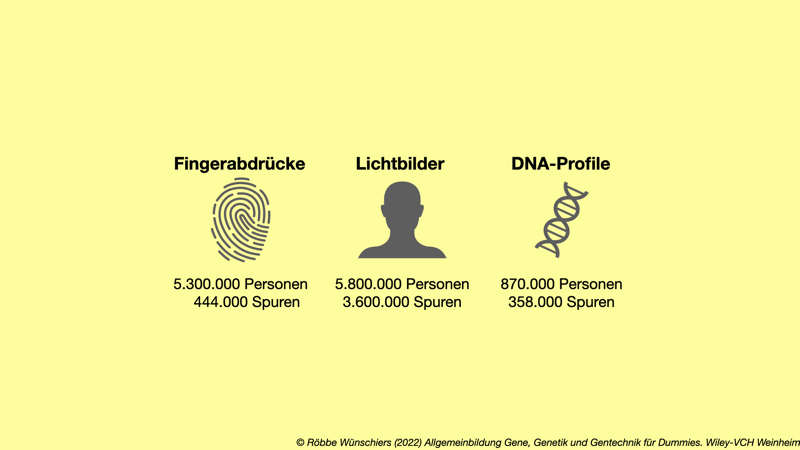 Fingerabdrücke
Lichtbilder
DNA-Profile
5.300.000 Personen
444.000 Spuren
5.800.000 Personen
3.600.000 Spuren
870.000 Personen
358.000 Spuren
© Röbbe Wünschiers (2022) Allgemeinbildung Gene, Genetik und Gentechnik für Dummies. Wiley-VCH Weinheim